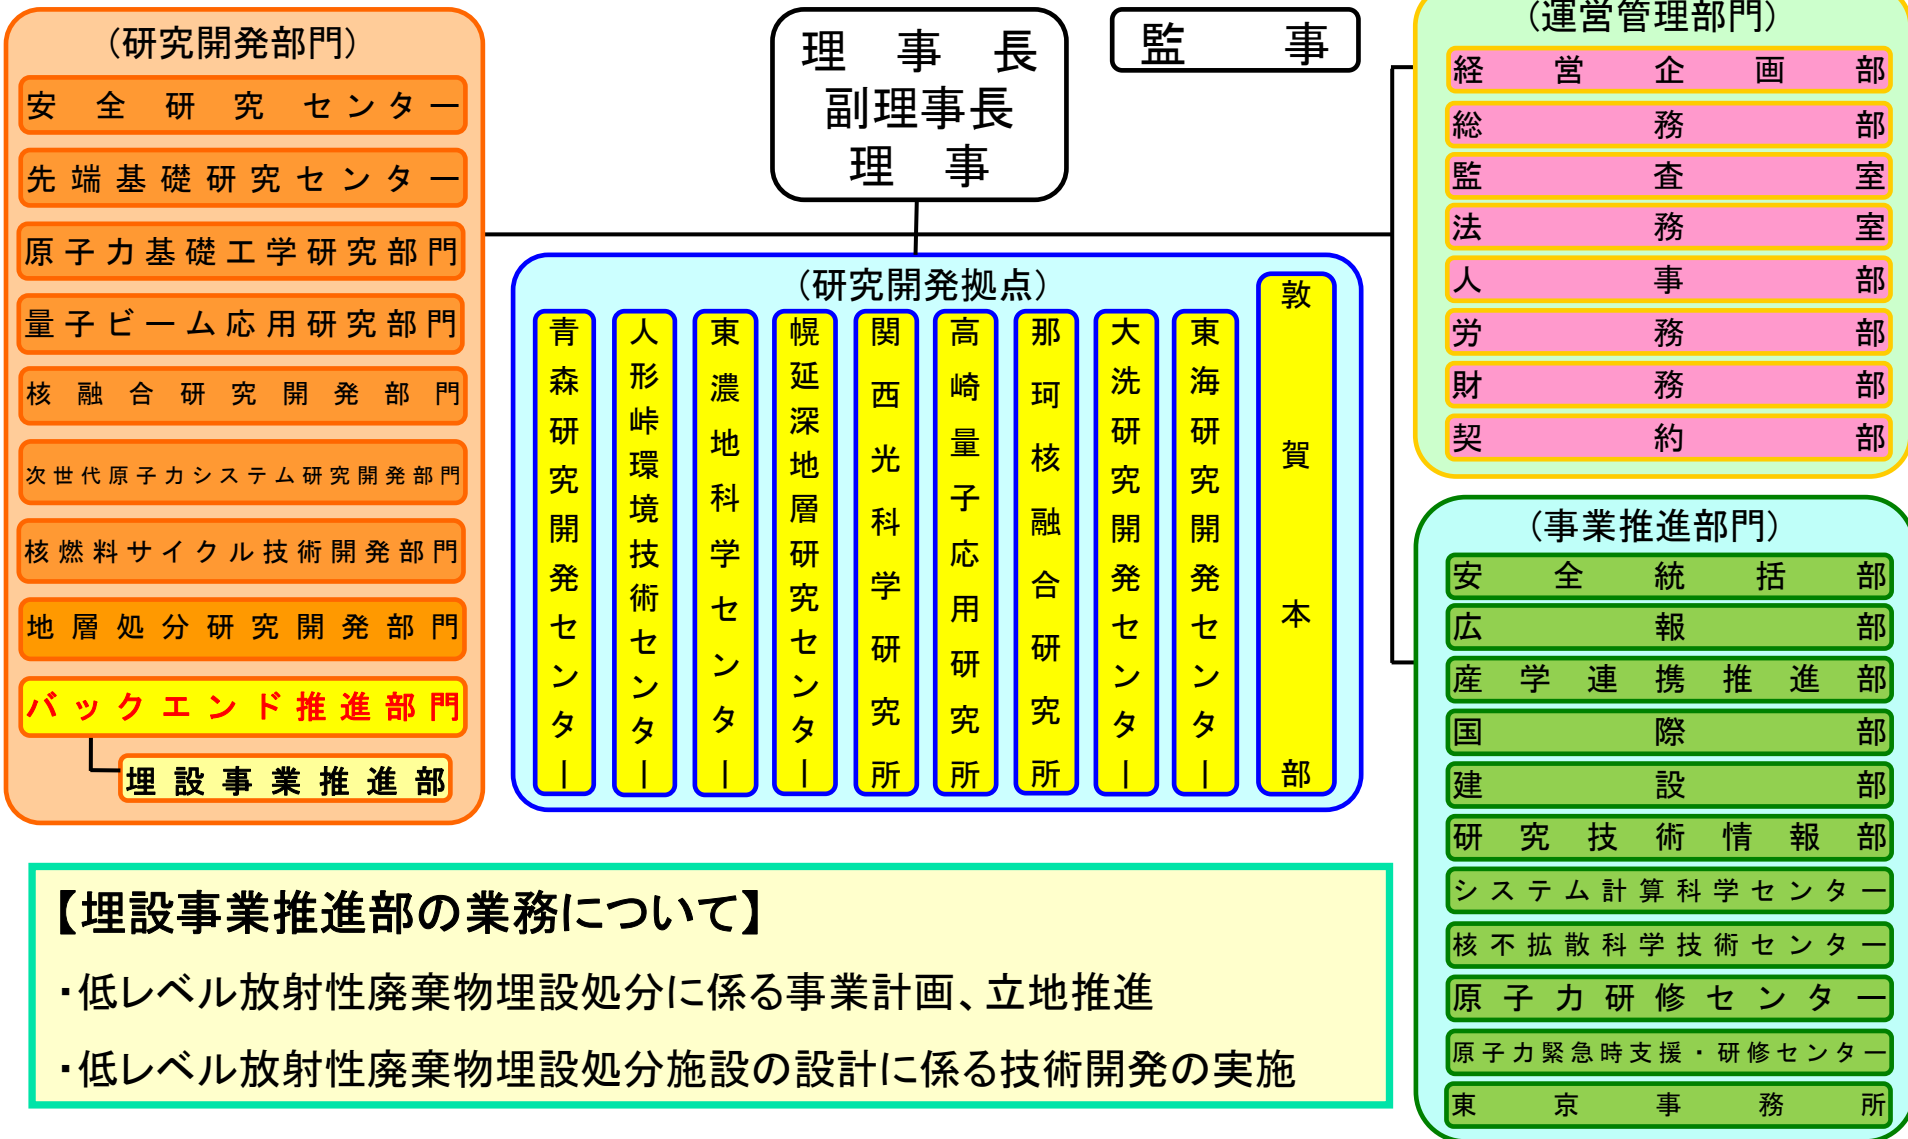 (研究開発部門)
安全研究センター
先端基礎研究センター
原子力基礎工学研究部門
量子ビーム応用研究部門
核融合研究開発部門
次世代原子力システム研究開発部門
核燃料サイクル技術開発部門
地層処分研究開発部門
バックエンド推進部門
埋設事業推進部
理事長
副理事長
理事
監事
(研究開発拠点)
青森研究開発センター
人形峠環境技術センター
東濃地科学センター
幌延深地層研究センター
関西光科学研究所
高崎量子応用研究所
那珂核融合研究所
大洗研究開発センター
東海研究開発センター
敦賀本部
(運営管理部門)
経営企画部
総務部
監査室
法務室
人事部
労務部
財務部
契約部
(事業推進部門)
安全統括部
広報部
産学連携推進部
国際部
建設部
研究技術情報部
システム計算科学センター
核不拡散科学技術センター
原子力研修センター
原子力緊急時支援・研修センター
東京事務所
【埋設事業推進部の業務について】
・低レベル放射性廃棄物埋設処分に係る事業計画、立地推進
・低レベル放射性廃棄物埋設処分施設の設計に係る技術開発の実施